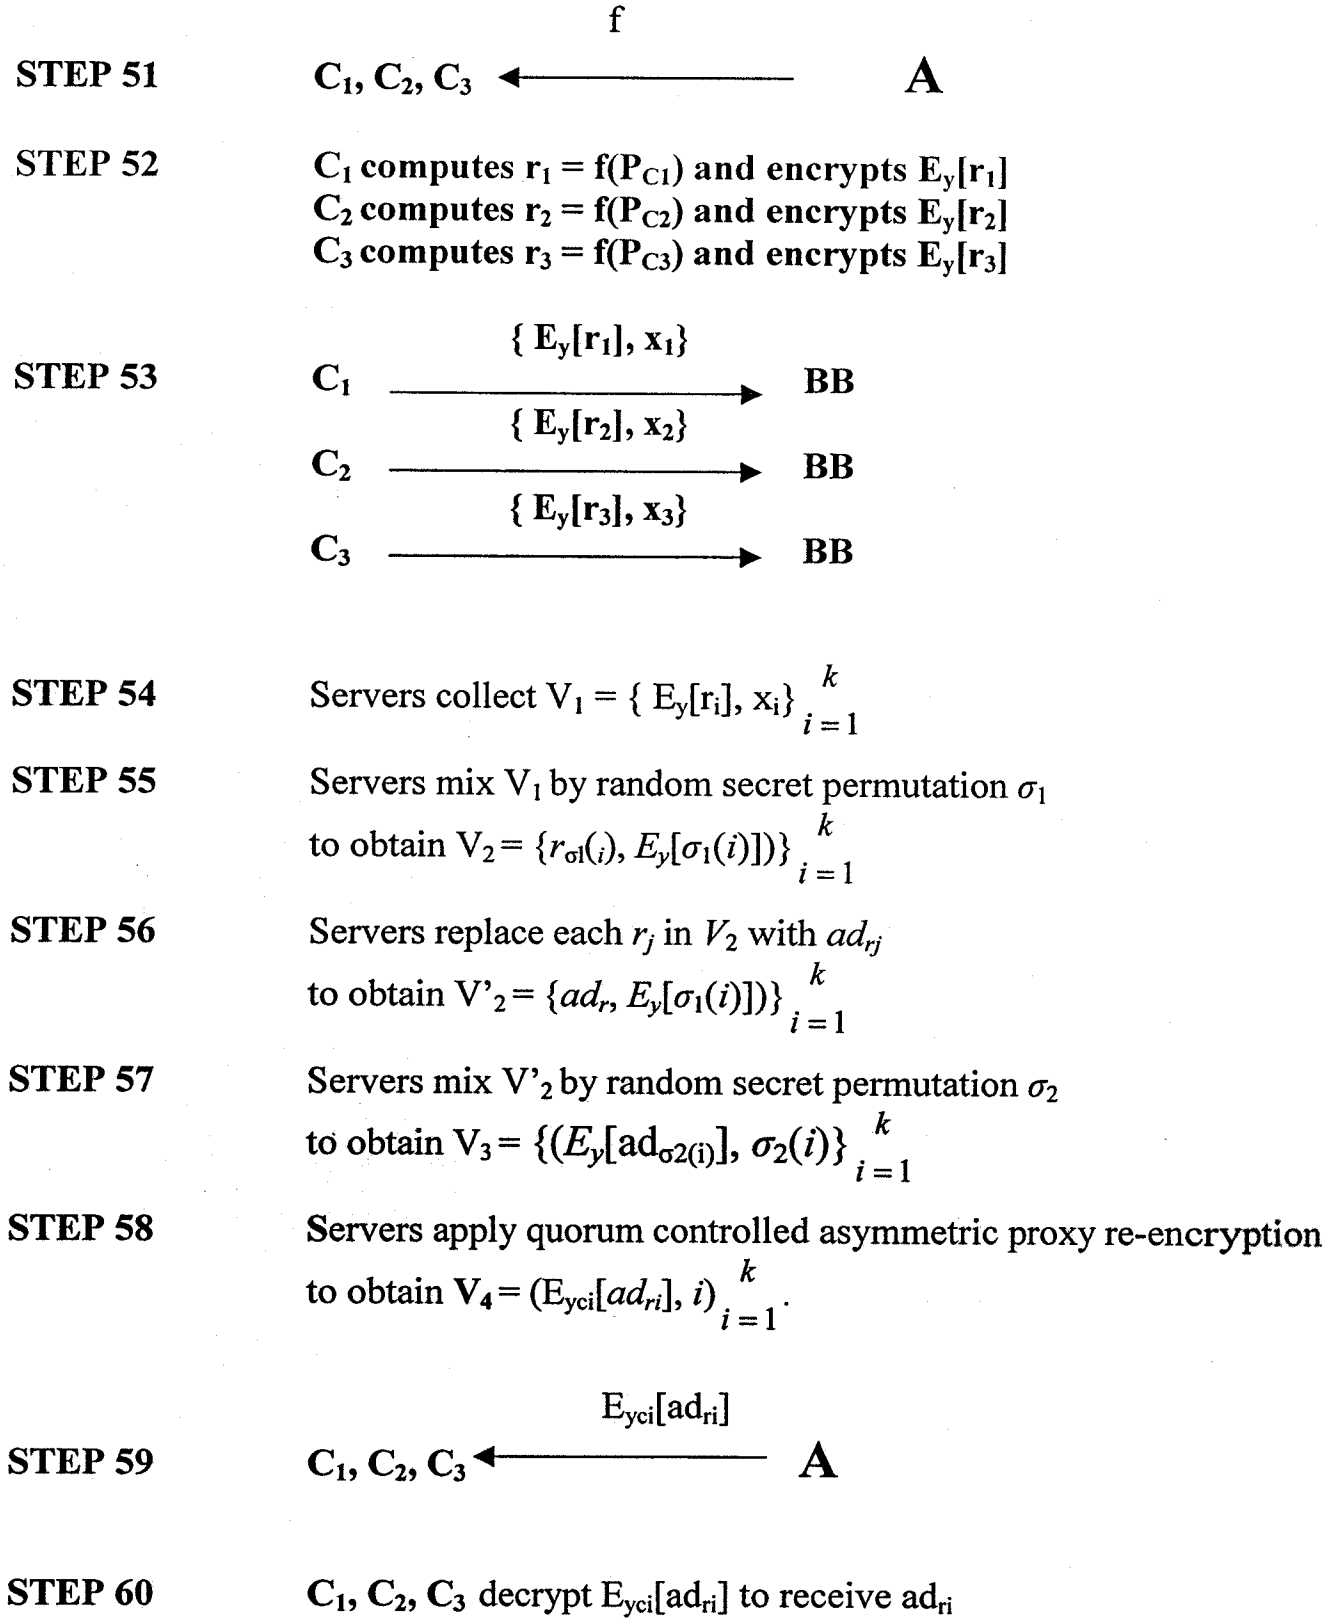 f
STEP 51 C₁, C₂, C₃ A
STEP 52 C₁ computes r₁ = f(P_C1) and encrypts E_y[r₁]
C₂ computes r₂ = f(P_C2) and encrypts E_y[r₂]
C₃ computes r₃ = f(P_C3) and encrypts E_y[r₃]
{ E_y[r₁], x₁}
STEP 53 C₁ BB
{ E_y[r₂], x₂}
C₂ BB
{ E_y[r₃], x₃}
C₃ BB
STEP 54 Servers collect V₁ = { E_y[r_i], x_i} k i = 1
STEP 55 Servers mix V₁ by random secret permutation σ₁
to obtain V₂ = {r_σ1(i), E_y[σ₁(i)])} k i = 1
STEP 56 Servers replace each r_j in V₂ with ad_rj
to obtain V'₂ = {ad_r, E_y[σ₁(i)])} k i = 1
STEP 57 Servers mix V'₂ by random secret permutation σ₂
to obtain V₃ = {(E_y[ad_σ2(i)], σ₂(i)} k i = 1
STEP 58 Servers apply quorum controlled asymmetric proxy re-encryption
to obtain V₄ = (E_yci[ad_ri], i) k i = 1.
E_yci[ad_ri]
STEP 59 C₁, C₂, C₃ A
STEP 60 C₁, C₂, C₃ decrypt E_yci[ad_ri] to receive ad_ri